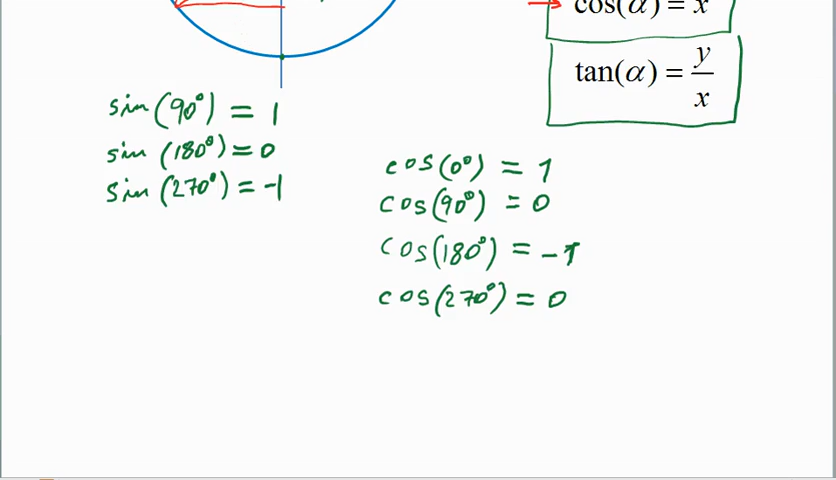 cos(α) = x
tan(α) = y/x
sin(90°) = 1
sin(180°) = 0
sin(270°) = -1
cos(0°) = 1
cos(90°) = 0
cos(180°) = -1
cos(270°) = 0